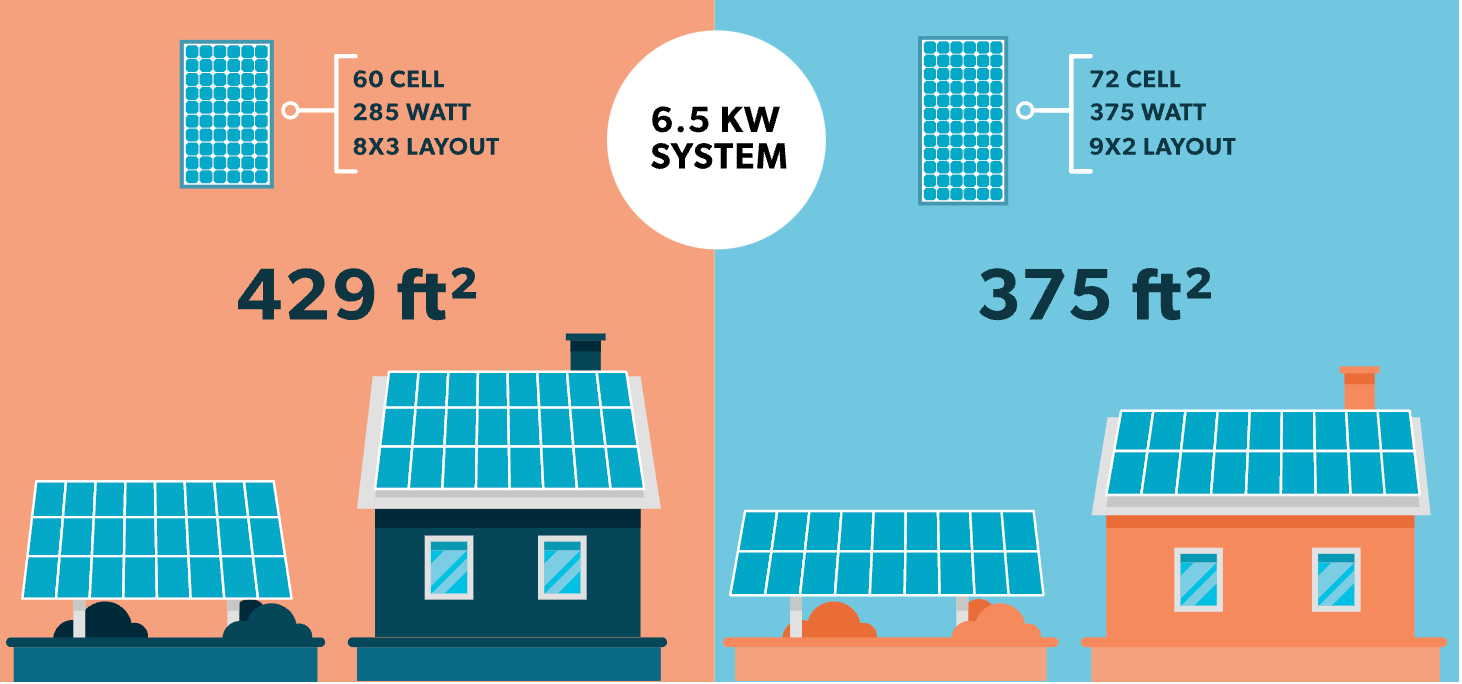 60 CELL
285 WATT
8X3 LAYOUT
6.5 KW
SYSTEM
72 CELL
375 WATT
9X2 LAYOUT
429 ft²
375 ft²